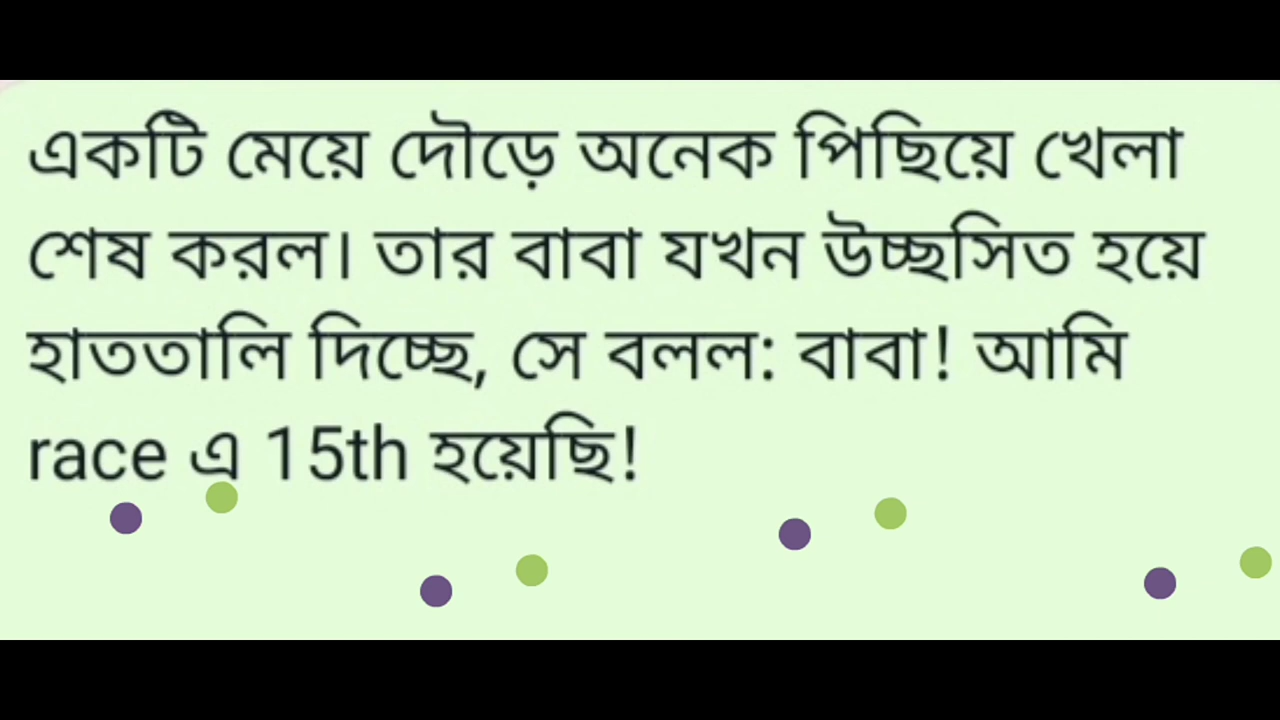 একটি মেয়ে দৌড়ে অনেক পিছিয়ে খেলা
শেষ করল। তার বাবা যখন উচ্ছসিত হয়ে
হাততালি দিচ্ছে, সে বলল: বাবা! আমি
race এ 15th হয়েছি!